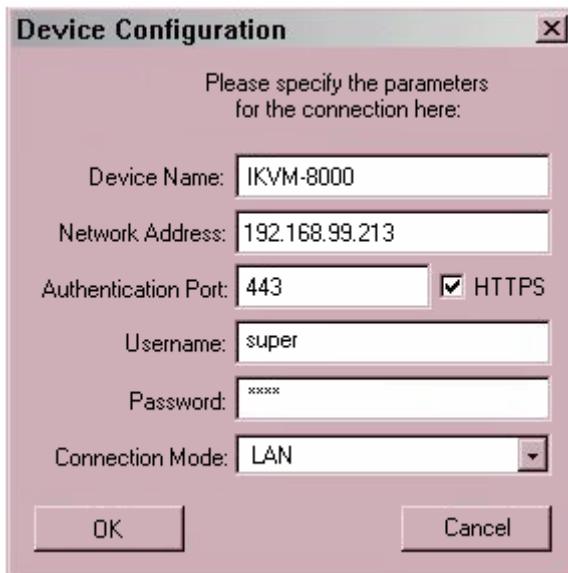 Device Configuration
Please specify the parameters
for the connection here:
Device Name: IKVM-8000
Network Address: 192.168.99.213
Authentication Port: 443 HTTPS
Username: super
Password: ****
Connection Mode: LAN
OK Cancel